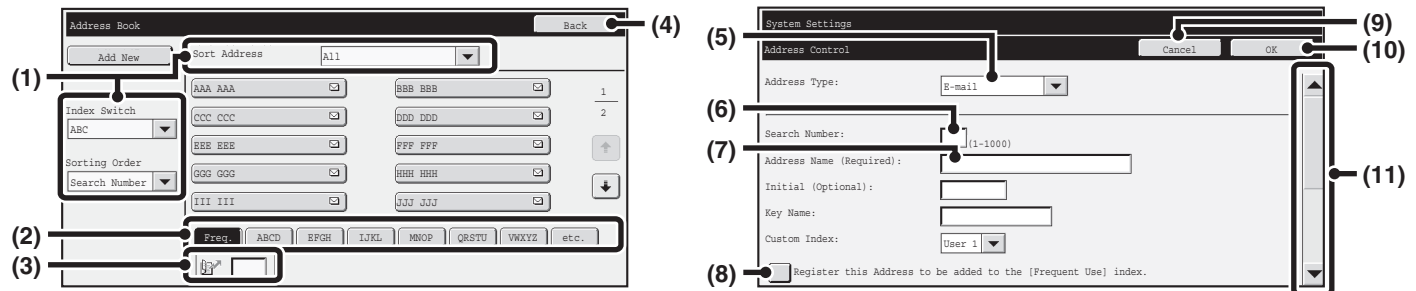 Address Book
Back
(4)
Add New
Sort Address
All
(1)
AAA AAA
BBB BBB
1
Index Switch
CCC CCC
DDD DDD
2
ABC
EEE EEE
FFF FFF
Sorting Order
GGG GGG
HHH HHH
Search Number
III III
JJJ JJJ
(2)
Freq.
ABCD
EFGH
IJKL
MNOP
QRSTU
VWXYZ
etc.
(3)
System Settings
(9)
(5)
Address Control
Cancel
OK
(10)
Address Type:
E-mail
(6)
Search Number:
(1-1000)
(7)
Address Name (Required):
(11)
Initial (Optional):
Key Name:
Custom Index:
User 1
(8)
Register this Address to be added to the [Frequent Use] index.